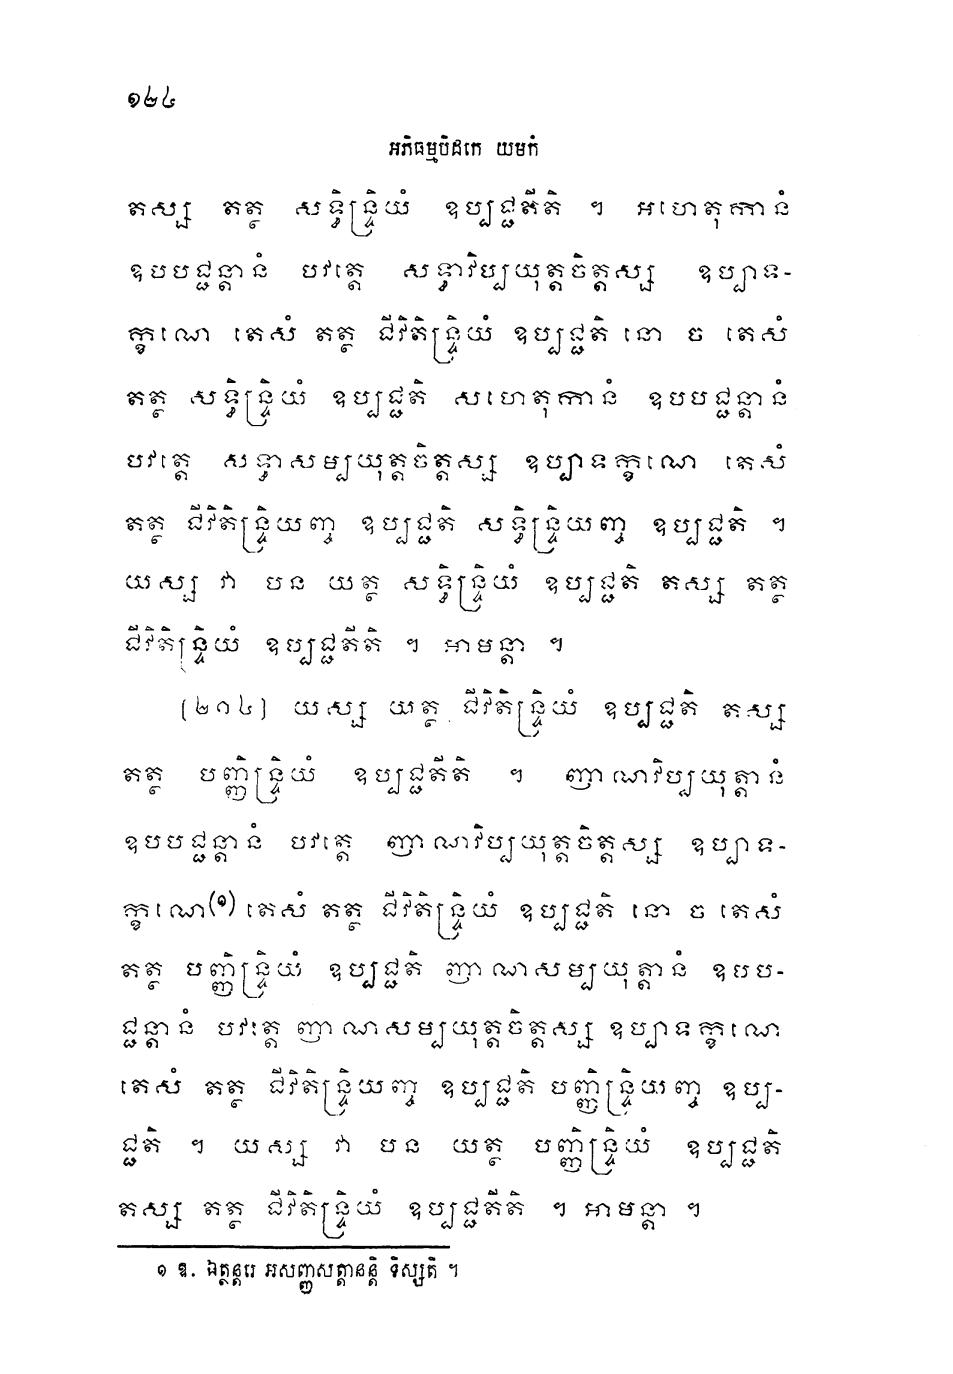 ១៤៤
អភិធម្មបិដកេ យមកំ
តស្ស តត្ថ សទ្ធិន្ទ្រិយំ ឧប្បជ្ជតីតិ ។ អហេតុកានំ
ឧបបជ្ជន្តានំ បវត្តេ សទ្ធាវិប្បយុត្តចិត្តស្ស ឧប្បាទ-
ក្ខណេ តេសំ តត្ថ ជីវិតិន្ទ្រិយំ ឧប្បជ្ជតិ នោ ច តេសំ
តត្ថ សទ្ធិន្ទ្រិយំ ឧប្បជ្ជតិ សហេតុកានំ ឧបបជ្ជន្តានំ
បវត្តេ សទ្ធាសម្បយុត្តចិត្តស្ស ឧប្បាទក្ខណេ តេសំ
តត្ថ ជីវិតិន្ទ្រិយញ្ច ឧប្បជ្ជតិ សទ្ធិន្ទ្រិយញ្ច ឧប្បជ្ជតិ ។
យស្ស វា បន យត្ថ សទ្ធិន្ទ្រិយំ ឧប្បជ្ជតិ តស្ស តត្ថ
ជីវិតិន្ទ្រិយំ ឧប្បជ្ជតីតិ ។ អាមន្តា ។
(២១៤) យស្ស យត្ថ ជីវិតិន្ទ្រិយំ ឧប្បជ្ជតិ តស្ស
តត្ថ បញ្ញិន្ទ្រិយំ ឧប្បជ្ជតីតិ ។ ញាណវិប្បយុត្តានំ
ឧបបជ្ជន្តានំ បវត្តេ ញាណវិប្បយុត្តចិត្តស្ស ឧប្បាទ-
ក្ខណេ(១) តេសំ តត្ថ ជីវិតិន្ទ្រិយំ ឧប្បជ្ជតិ នោ ច តេសំ
តត្ថ បញ្ញិន្ទ្រិយំ ឧប្បជ្ជតិ ញាណសម្បយុត្តានំ ឧបប-
ជ្ជន្តានំ បវត្តេ ញាណសម្បយុត្តចិត្តស្ស ឧប្បាទក្ខណេ
តេសំ តត្ថ ជីវិតិន្ទ្រិយញ្ច ឧប្បជ្ជតិ បញ្ញិន្ទ្រិយញ្ច ឧប្ប-
ជ្ជតិ ។ យស្ស វា បន យត្ថ បញ្ញិន្ទ្រិយំ ឧប្បជ្ជតិ
តស្ស តត្ថ ជីវិតិន្ទ្រិយំ ឧប្បជ្ជតីតិ ។ អាមន្តា ។
១ ឱ. ឯត្ថន្តរេ អសញ្ញសត្តានន្តិ ទិស្សតិ ។